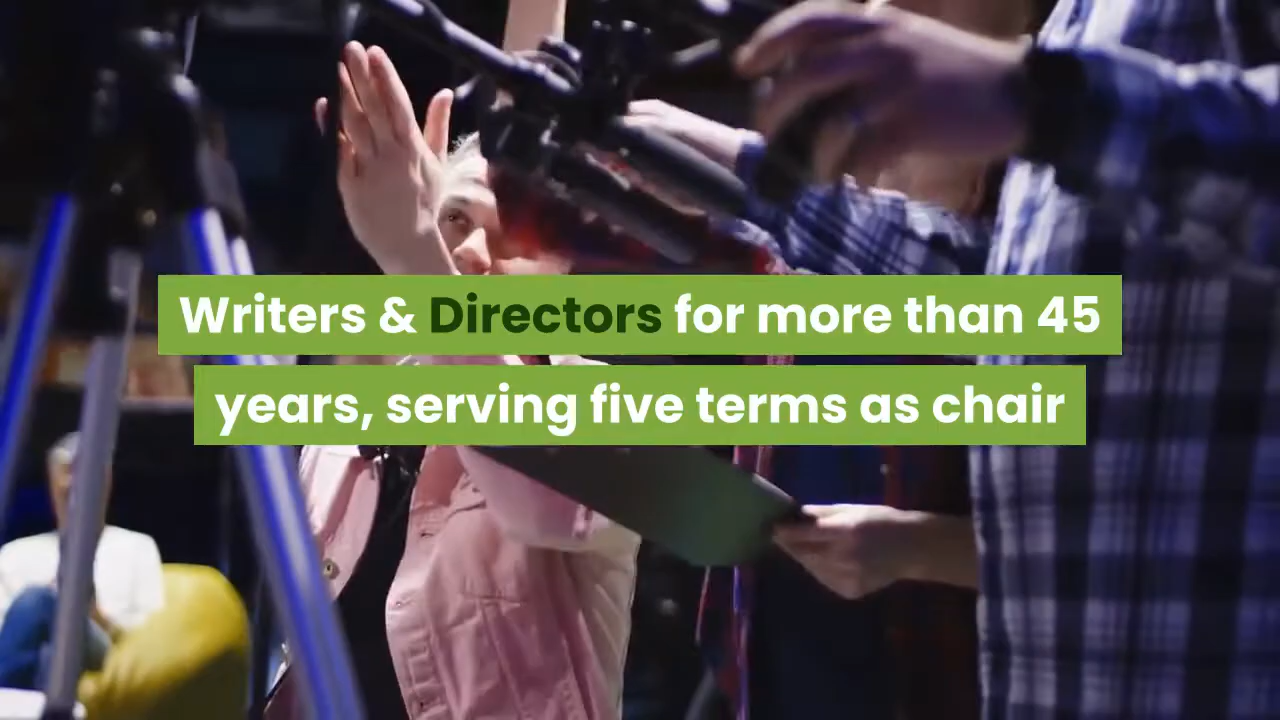 Writers & Directors for more than 45
years, serving five terms as chair